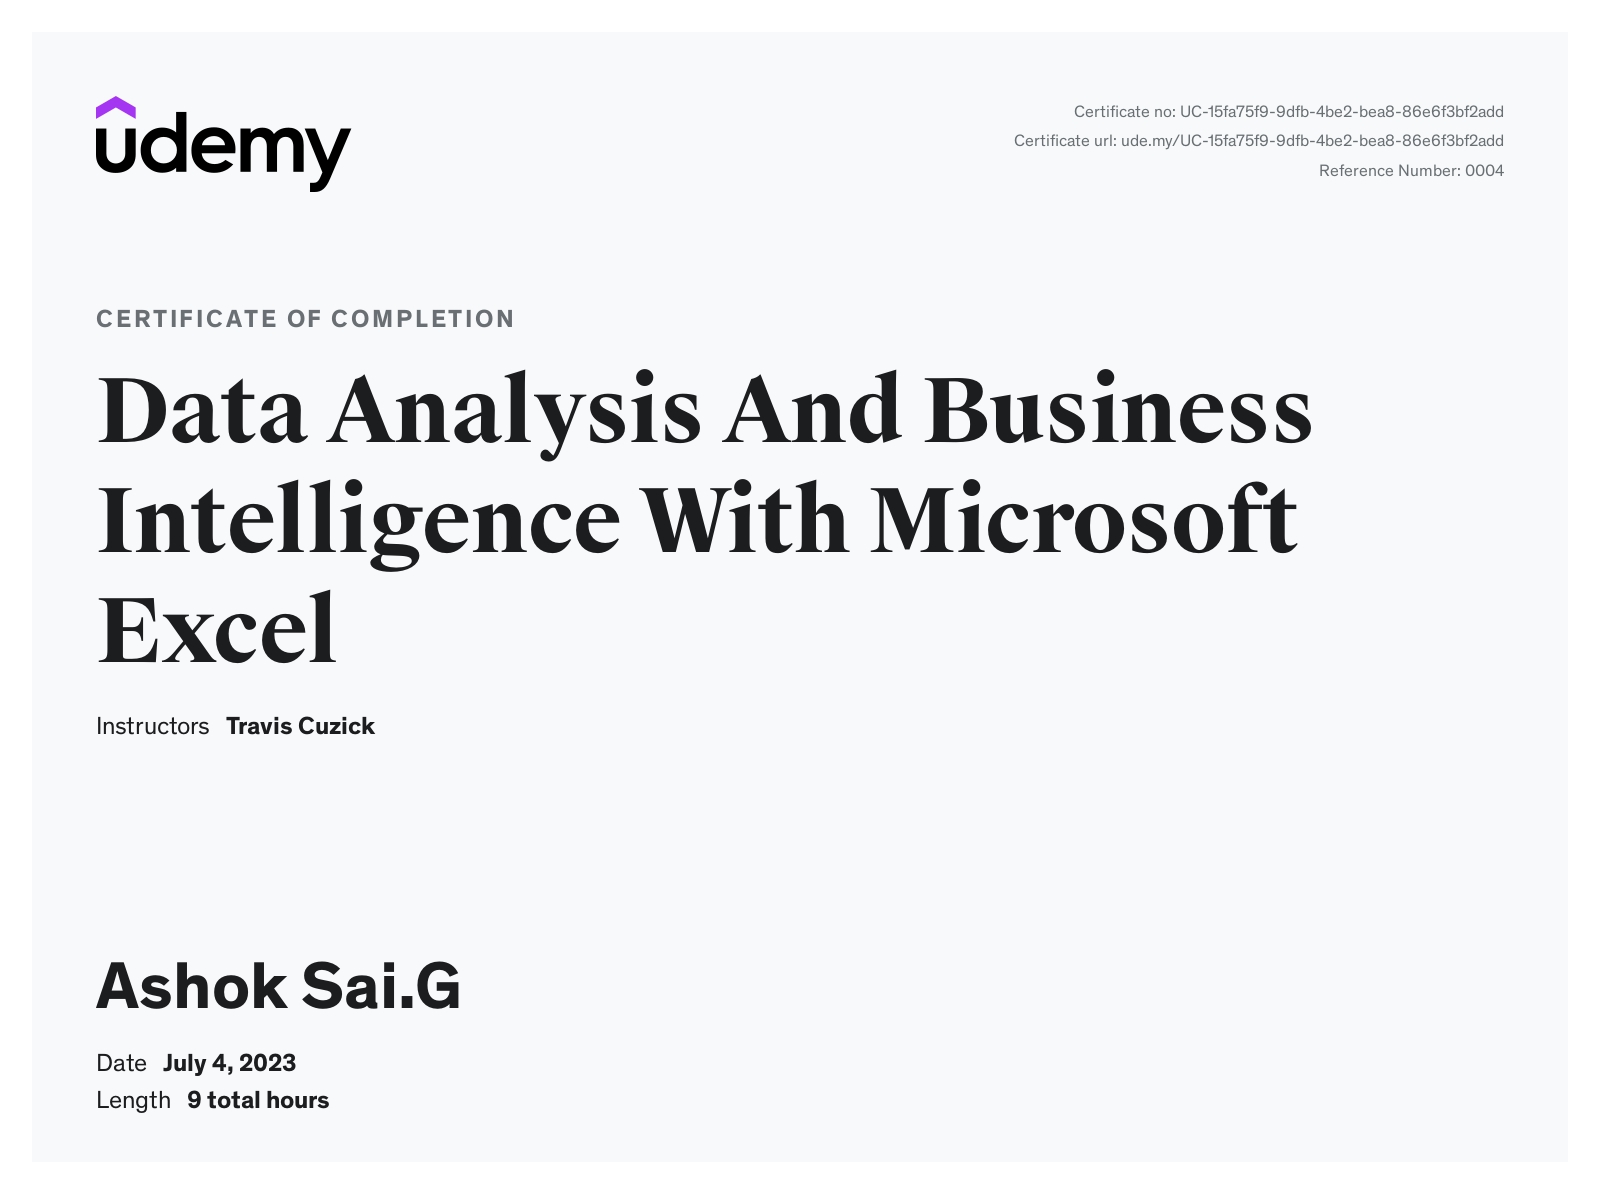 udemy
Certificate no: UC-15fa75f9-9dfb-4be2-bea8-86e6f3bf2add
Certificate url: ude.my/UC-15fa75f9-9dfb-4be2-bea8-86e6f3bf2add
Reference Number: 0004
CERTIFICATE OF COMPLETION
Data Analysis And Business
Intelligence With Microsoft
Excel
Instructors Travis Cuzick
Ashok Sai.G
Date July 4, 2023
Length 9 total hours